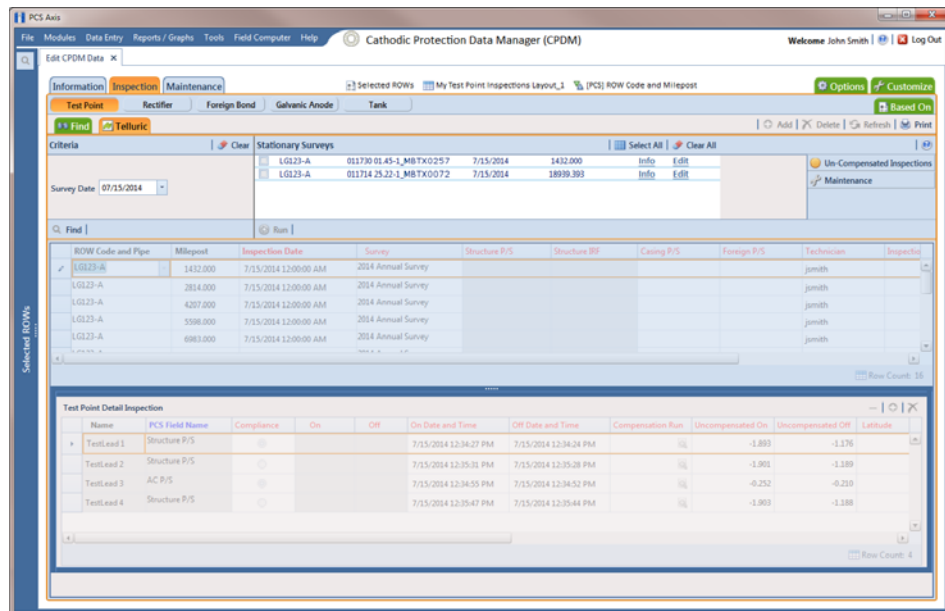 PCS Axis
File Modules Data Entry Reports / Graphs Tools Field Computer Help Cathodic Protection Data Manager (CPDM) Welcome John Smith Log Out
Edit CPDM Data X
Information Inspection Maintenance Selected ROWs My Test Point Inspections Layout_1 [PCS] ROW Code and Milepost Options Customize
Test Point Rectifier Foreign Bond Galvanic Anode Tank Based On
Find Telluric Add Delete Refresh Print
Criteria Clear Stationary Surveys Select All Clear All
LG123-A 011730 01.45-1_MBTX0257 7/15/2014 1432.000 Info Edit Un-Compensated Inspections
LG123-A 011714 25.22-1_MBTX0072 7/15/2014 18939.393 Info Edit Maintenance
Survey Date 07/15/2014
Find Run
ROW Code and Pipe Milepost Inspection Date Survey Structure P/S Structure IRF Casing P/S Foreign P/S Technician Inspectio
LG123-A 1432.000 7/15/2014 12:00:00 AM 2014 Annual Survey jsmith
LG123-A 2814.000 7/15/2014 12:00:00 AM 2014 Annual Survey jsmith
LG123-A 4207.000 7/15/2014 12:00:00 AM 2014 Annual Survey jsmith
LG123-A 5598.000 7/15/2014 12:00:00 AM 2014 Annual Survey jsmith
LG123-A 6983.000 7/15/2014 12:00:00 AM 2014 Annual Survey jsmith
Selected ROWs
Row Count: 16
Test Point Detail Inspection
Name PCS Field Name Compliance On Off On Date and Time Off Date and Time Compensation Run Uncompensated On Uncompensated Off Latitude
TestLead 1 Structure P/S 7/15/2014 12:34:27 PM 7/15/2014 12:34:24 PM -1.893 -1.176
TestLead 2 Structure P/S 7/15/2014 12:35:31 PM 7/15/2014 12:35:28 PM -1.901 -1.189
TestLead 3 AC P/S 7/15/2014 12:34:55 PM 7/15/2014 12:34:52 PM -0.252 -0.210
TestLead 4 Structure P/S 7/15/2014 12:35:47 PM 7/15/2014 12:35:44 PM -1.903 -1.188
Row Count: 4